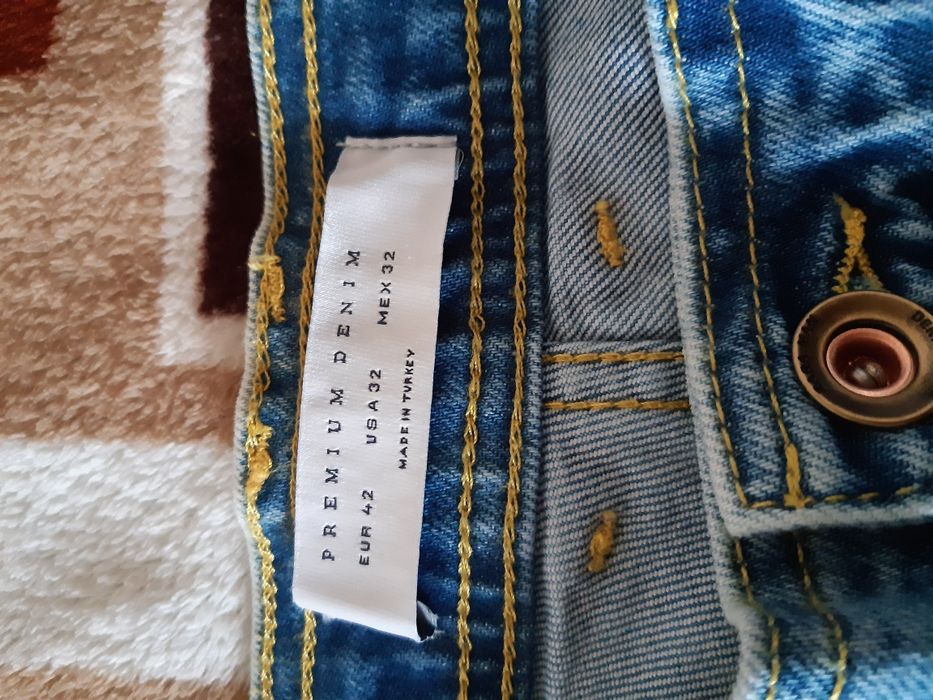 PREMIUM DENIM
EUR 42 USA 32 MEX 32
MADE IN TURKEY